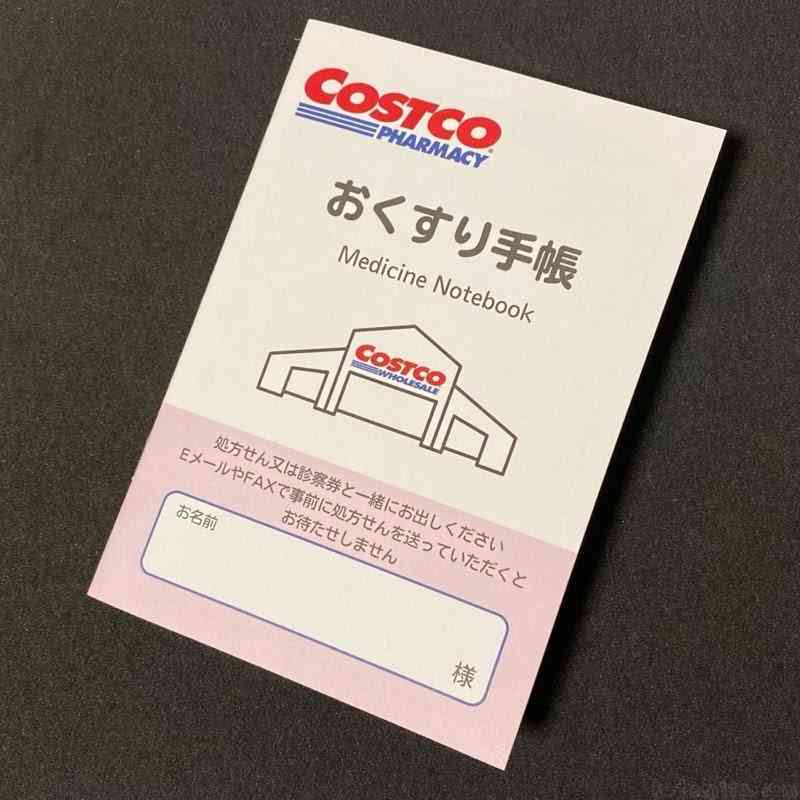 COSTCO
PHARMACY
おくすり手帳
Medicine Notebook
COSTCO
WHOLESALE
処方せん又は診察券と一緒にお出しください
EメールやFAXで事前に処方せんを送っていただくと
お待たせしません
お名前
様